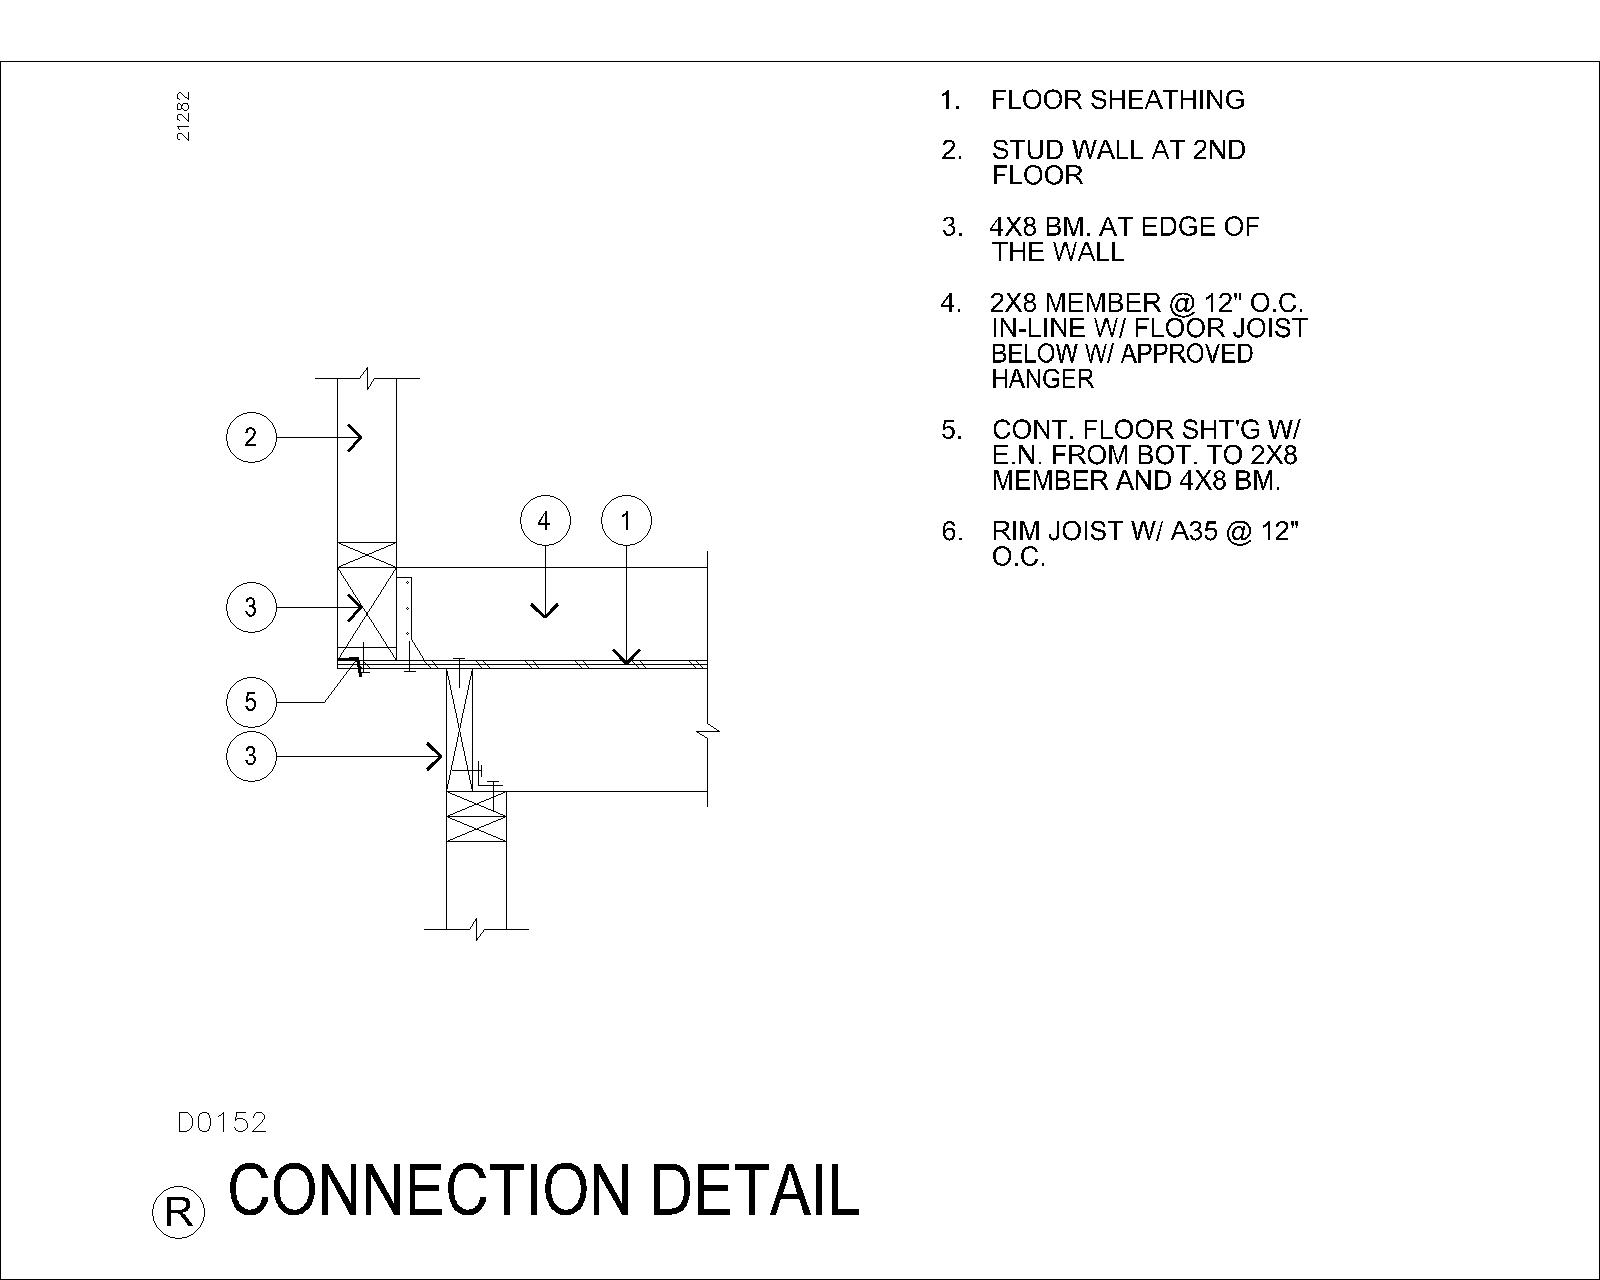 21282
1. FLOOR SHEATHING
2. STUD WALL AT 2ND
FLOOR
3. 4X8 BM. AT EDGE OF
THE WALL
4. 2X8 MEMBER @ 12" O.C.
IN-LINE W/ FLOOR JOIST
BELOW W/ APPROVED
HANGER
5. CONT. FLOOR SHT'G W/
E.N. FROM BOT. TO 2X8
MEMBER AND 4X8 BM.
6. RIM JOIST W/ A35 @ 12"
O.C.
2
4
1
3
5
3
D0152
R
CONNECTION DETAIL